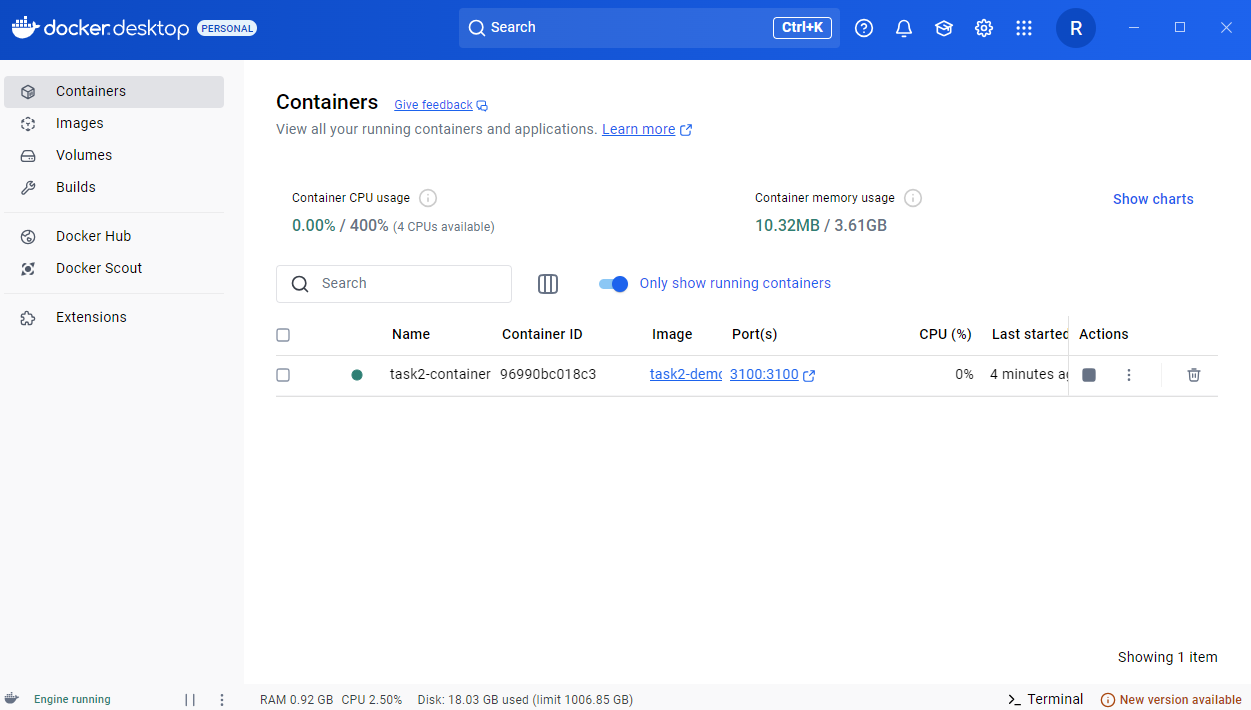 docker.desktop PERSONAL Search Ctrl+K R
Containers
Images
Volumes
Builds
Docker Hub
Docker Scout
Extensions
Containers Give feedback
View all your running containers and applications. Learn more
Container CPU usage Container memory usage Show charts
0.00% / 400% (4 CPUs available) 10.32MB / 3.61GB
Search Only show running containers
Name Container ID Image Port(s) CPU (%) Last started Actions
task2-container 96990bc018c3 task2-demo 3100:3100 0% 4 minutes ag
Showing 1 item
Engine running RAM 0.92 GB CPU 2.50% Disk: 18.03 GB used (limit 1006.85 GB) Terminal New version available